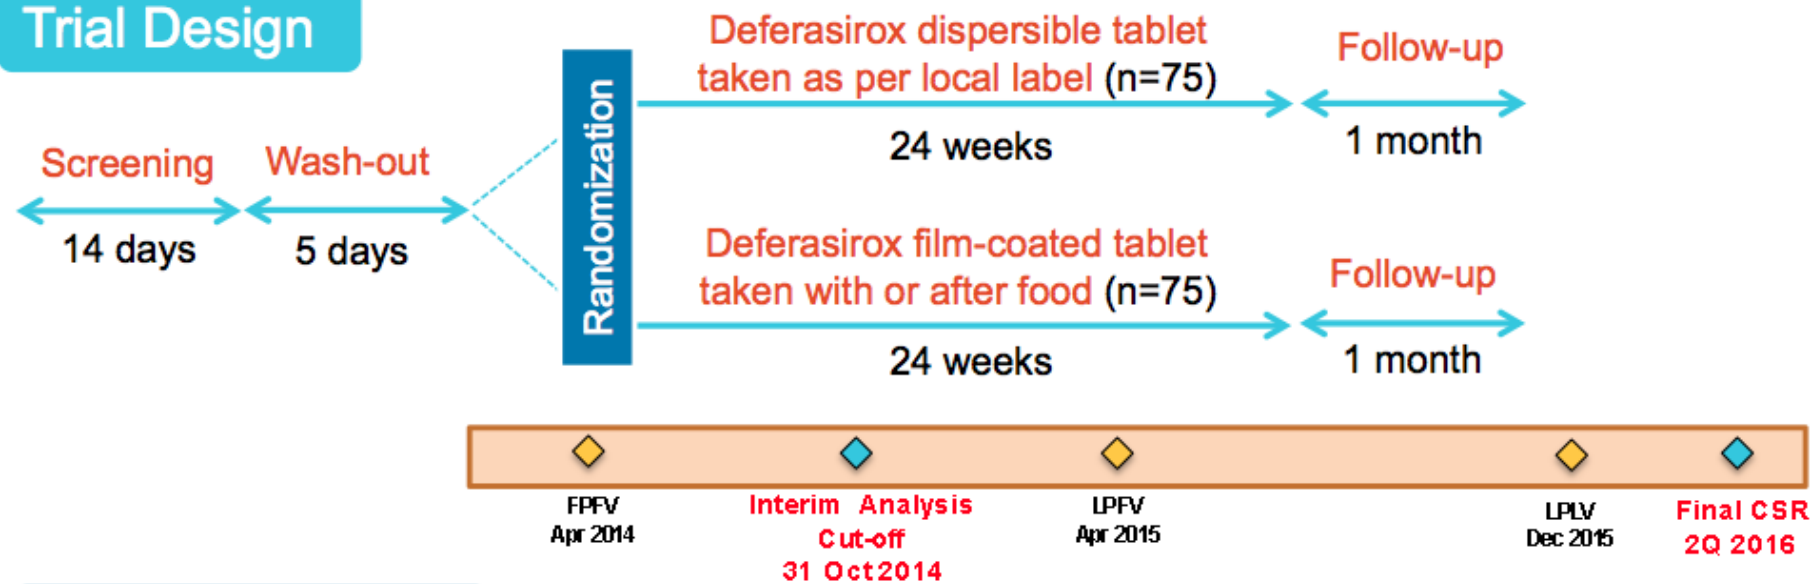 Trial Design
Screening
14 days
Wash-out
5 days
Randomization
Deferasirox dispersible tablet
taken as per local label (n=75)
24 weeks
Follow-up
1 month
Deferasirox film-coated tablet
taken with or after food (n=75)
24 weeks
Follow-up
1 month
FPFV
Apr 2014
Interim Analysis
Cut-off
31 Oct 2014
LPFV
Apr 2015
LPLV
Dec 2015
Final CSR
2Q 2016